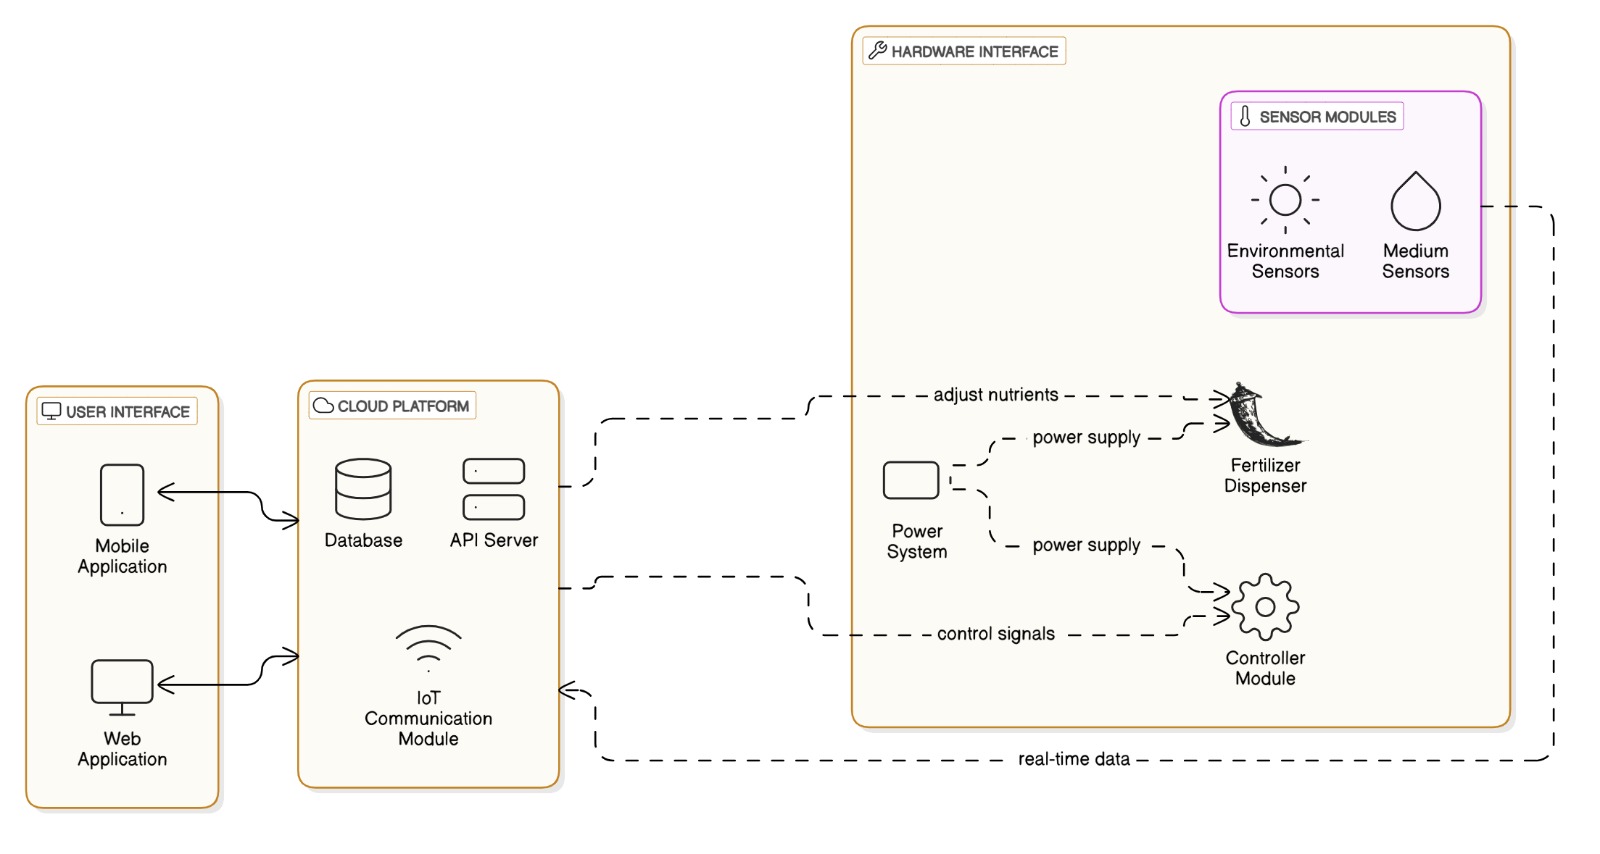 HARDWARE INTERFACE
SENSOR MODULES
Environmental
Sensors
Medium
Sensors
USER INTERFACE
Mobile
Application
Web
Application
CLOUD PLATFORM
Database
API Server
IoT
Communication
Module
adjust nutrients
power supply
Fertilizer
Dispenser
Power
System
power supply
control signals
Controller
Module
real-time data